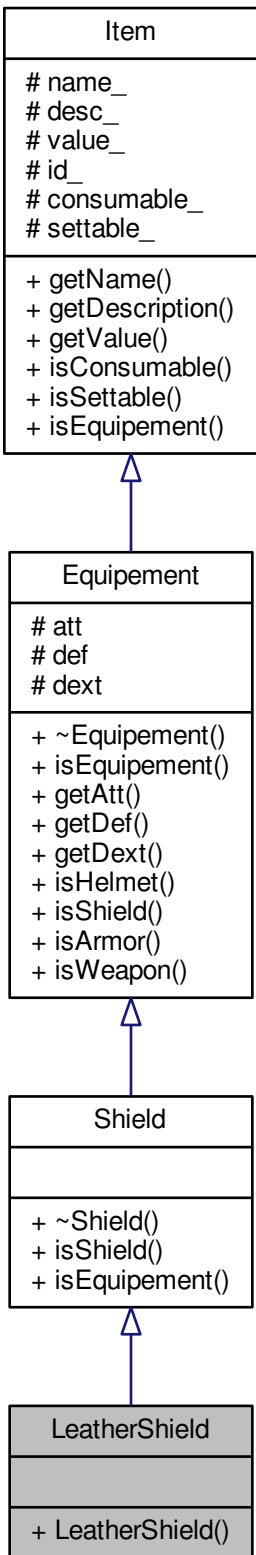 Item
# name_
# desc_
# value_
# id_
# consumable_
# settable_
+ getName()
+ getDescription()
+ getValue()
+ isConsumable()
+ isSettable()
+ isEquipement()
Equipement
# att
# def
# dext
+ ~Equipement()
+ isEquipement()
+ getAtt()
+ getDef()
+ getDext()
+ isHelmet()
+ isShield()
+ isArmor()
+ isWeapon()
Shield
+ ~Shield()
+ isShield()
+ isEquipement()
LeatherShield
+ LeatherShield()